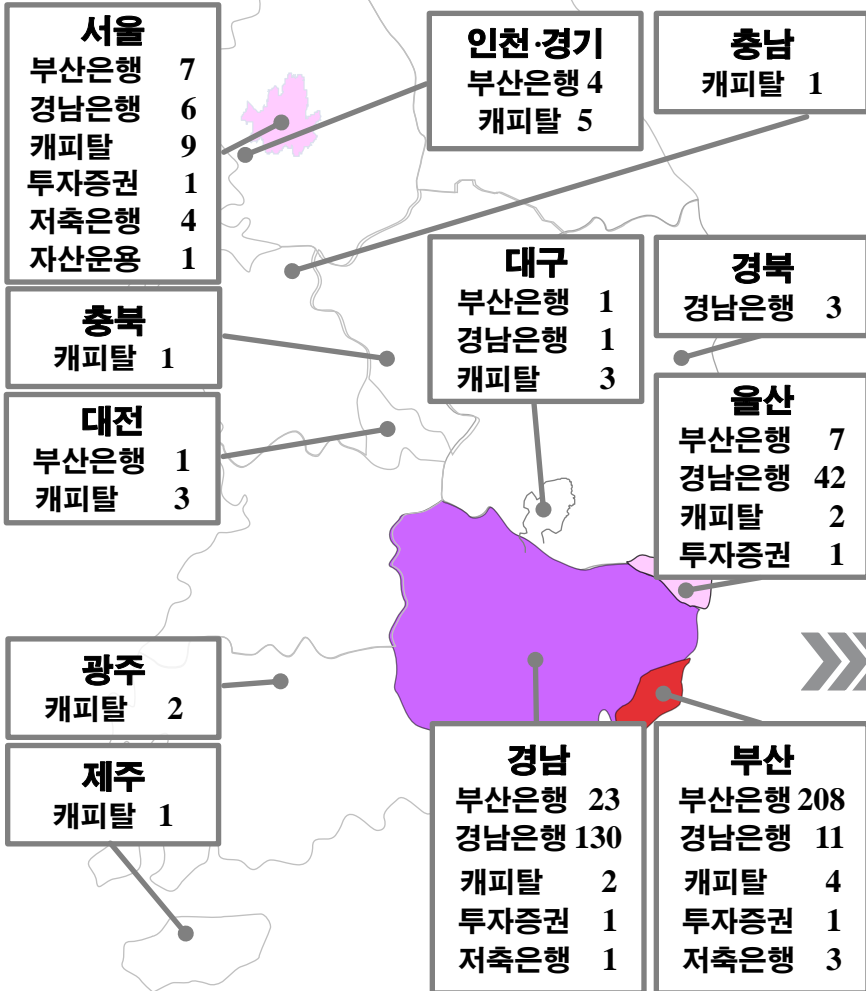 서울
부산은행 7
경남은행 6
캐피탈 9
투자증권 1
저축은행 4
자산운용 1
인천·경기
부산은행 4
캐피탈 5
충남
캐피탈 1
충북
캐피탈 1
대구
부산은행 1
경남은행 1
캐피탈 3
경북
경남은행 3
대전
부산은행 1
캐피탈 3
울산
부산은행 7
경남은행 42
캐피탈 2
투자증권 1
광주
캐피탈 2
제주
캐피탈 1
경남
부산은행 23
경남은행 130
캐피탈 2
투자증권 1
저축은행 1
부산
부산은행 208
경남은행 11
캐피탈 4
투자증권 1
저축은행 3